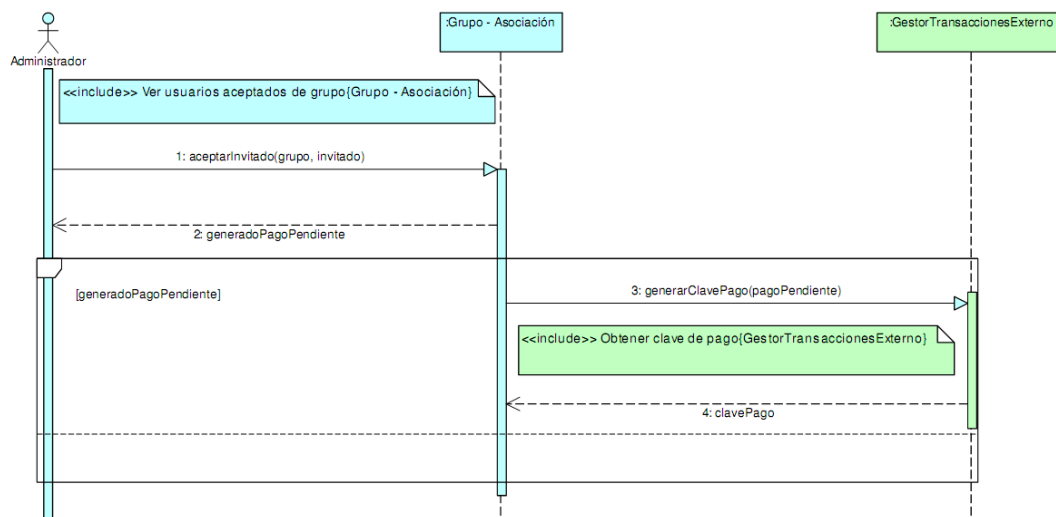 :Grupo - Asociación
:GestorTransaccionesExterno
Administrador
<<include>> Ver usuarios aceptados de grupo{Grupo - Asociación}
1: aceptarInvitado(grupo, invitado)
2: generadoPagoPendiente
[generadoPagoPendiente]
3: generarClavePago(pagoPendiente)
<<include>> Obtener clave de pago{GestorTransaccionesExterno}
4: clavePago